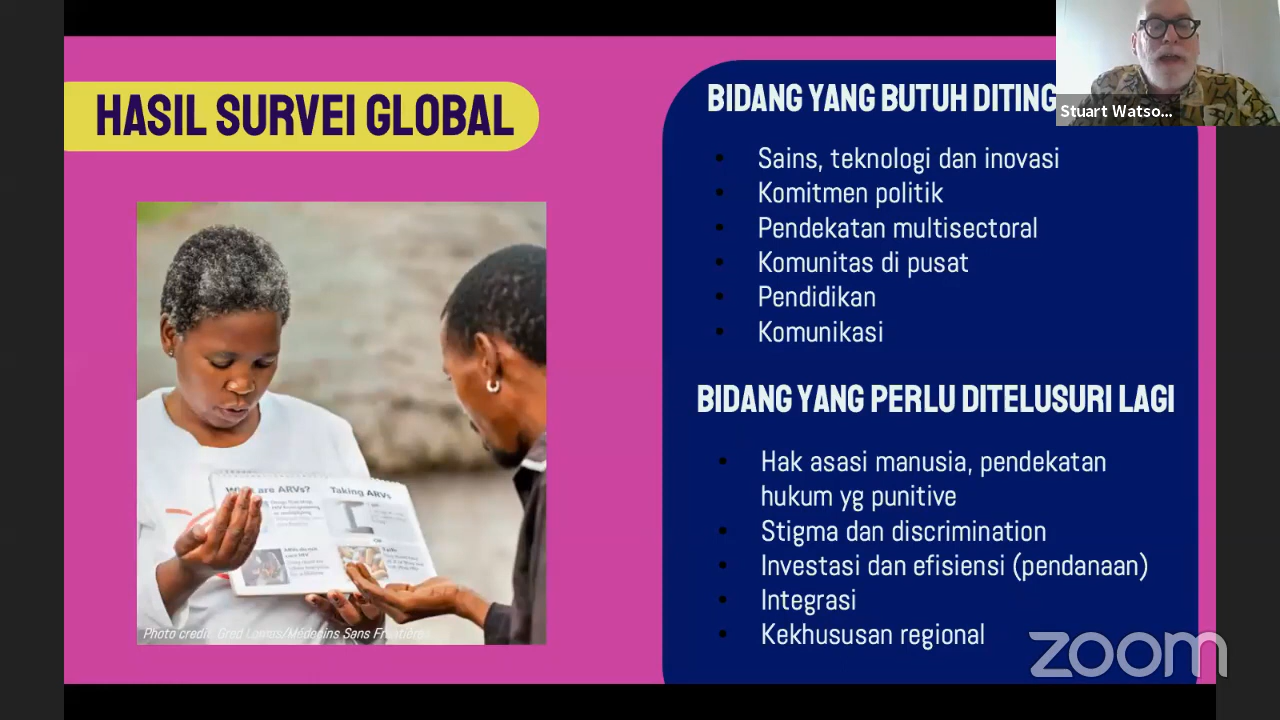 HASIL SURVEI GLOBAL
BIDANG YANG BUTUH DITING
Stuart Watso...
Sains, teknologi dan inovasi
Komitmen politik
Pendekatan multisectoral
Komunitas di pusat
Pendidikan
Komunikasi
BIDANG YANG PERLU DITELUSURI LAGI
Hak asasi manusia, pendekatan
hukum yg punitive
Stigma dan discrimination
Investasi dan efisiensi (pendanaan)
Integrasi
Kekhususan regional
are ARVs?
Taking ARVs
Photo credit: Greg Lomas/Médecins Sans Frontière
zoom